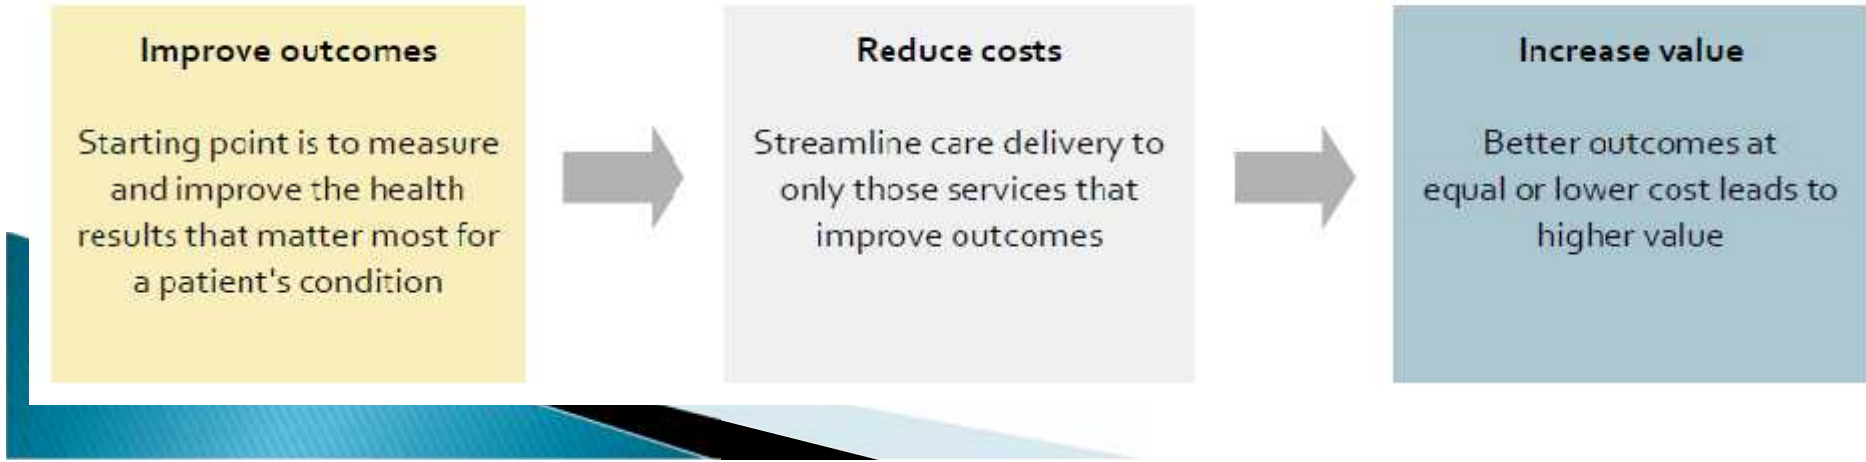 Improve outcomes
Starting point is to measure
and improve the health
results that matter most for
a patient's condition
Reduce costs
Streamline care delivery to
only those services that
improve outcomes
Increase value
Better outcomes at
equal or lower cost leads to
higher value